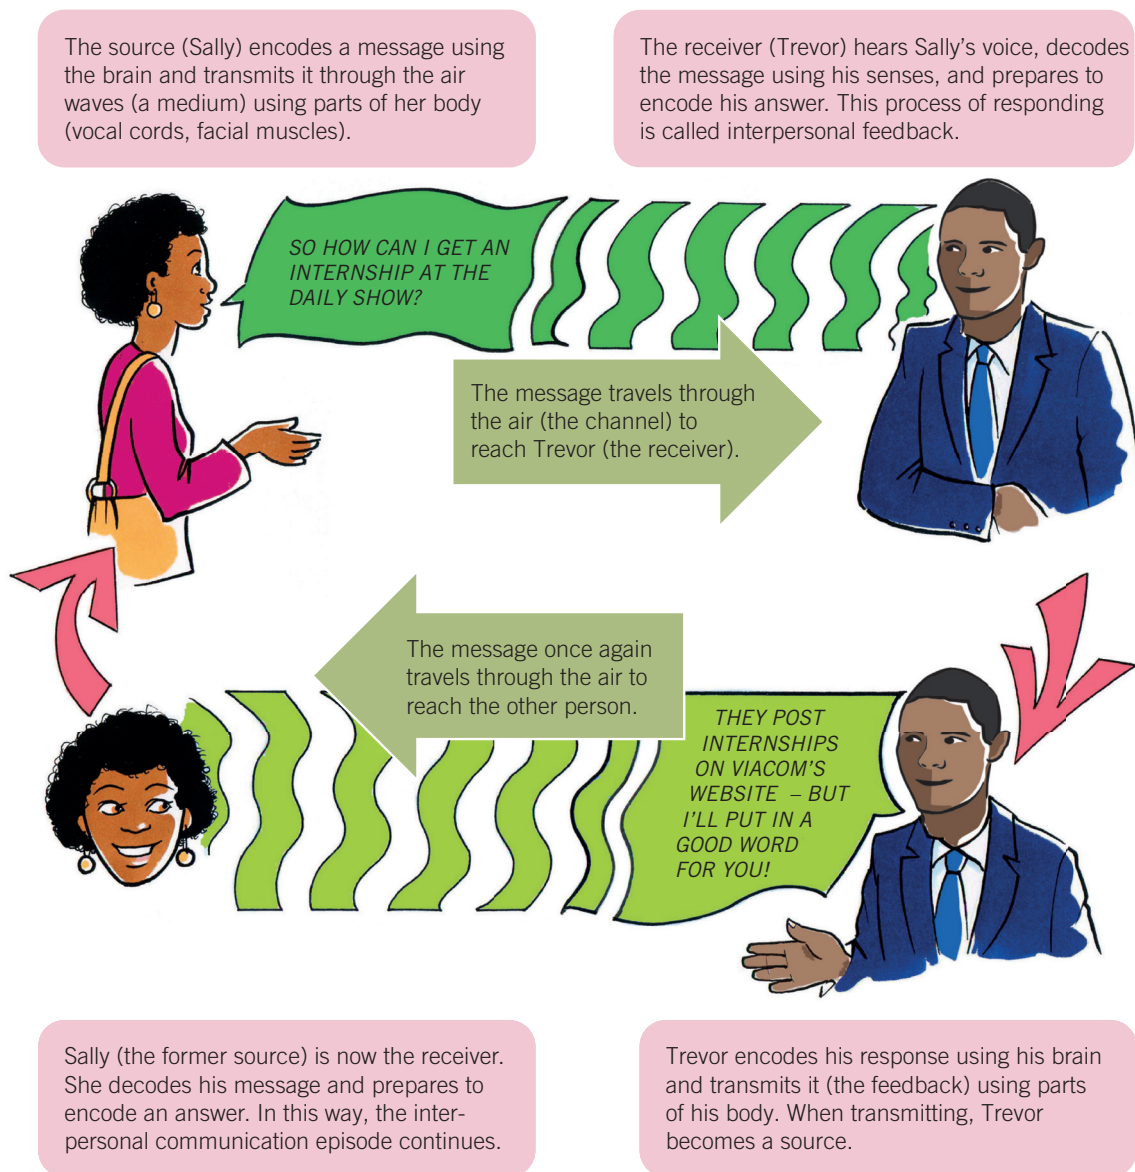 The source (Sally) encodes a message using
the brain and transmits it through the air
waves (a medium) using parts of her body
(vocal cords, facial muscles).
The receiver (Trevor) hears Sally’s voice, decodes
the message using his senses, and prepares to
encode his answer. This process of responding
is called interpersonal feedback.
SO HOW CAN I GET AN
INTERNSHIP AT THE
DAILY SHOW?
The message travels through
the air (the channel) to
reach Trevor (the receiver).
The message once again
travels through the air to
reach the other person.
THEY POST
INTERNSHIPS
ON VIACOM’S
WEBSITE – BUT
I’LL PUT IN A
GOOD WORD
FOR YOU!
Sally (the former source) is now the receiver.
She decodes his message and prepares to
encode an answer. In this way, the inter-
personal communication episode continues.
Trevor encodes his response using his brain
and transmits it (the feedback) using parts
of his body. When transmitting, Trevor
becomes a source.